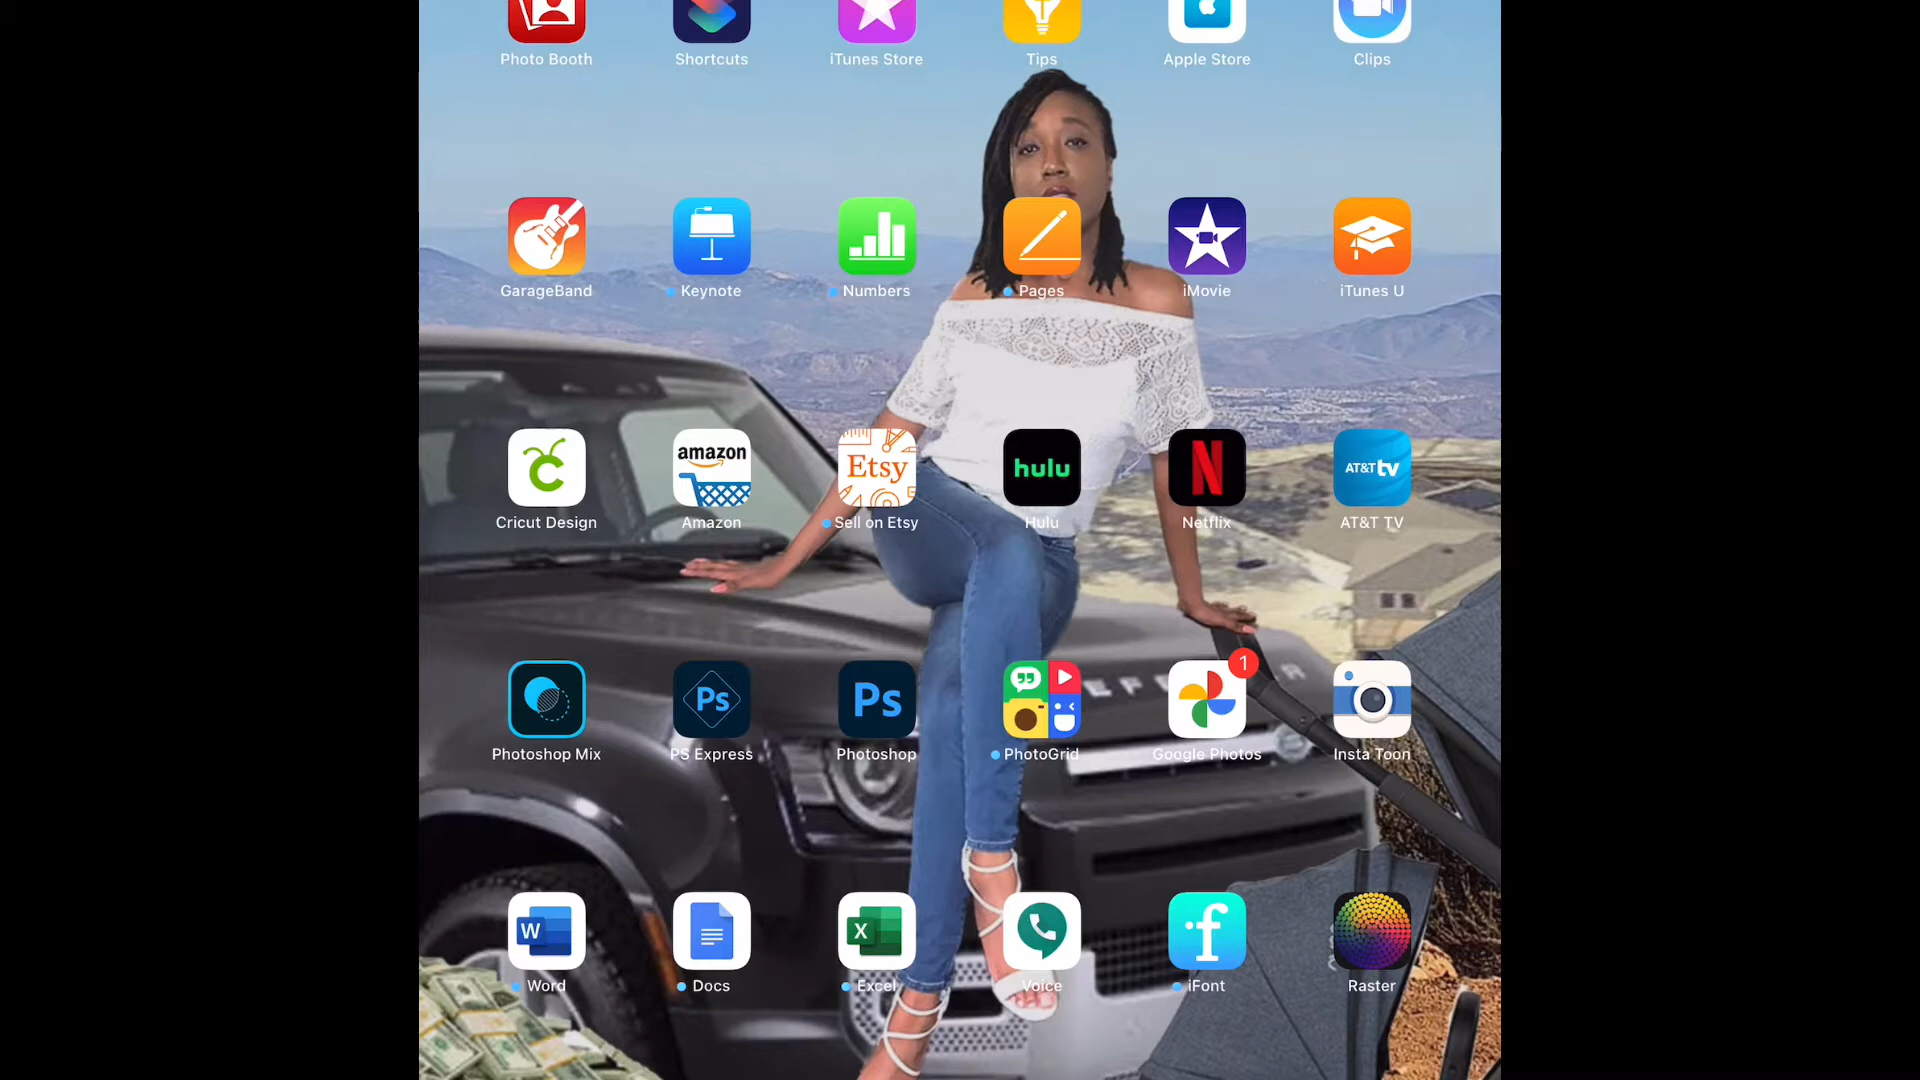 Photo Booth Shortcuts iTunes Store Tips Apple Store Clips
GarageBand Keynote Numbers Pages iMovie iTunes U
amazon Etsy hulu N AT&T tv
Cricut Design Amazon Sell on Etsy Hulu Netflix AT&T TV
Ps Ps 1
Photoshop Mix PS Express Photoshop PhotoGrid Google Photos Insta Toon
W X f
Word Docs Excel Voice iFont Raster